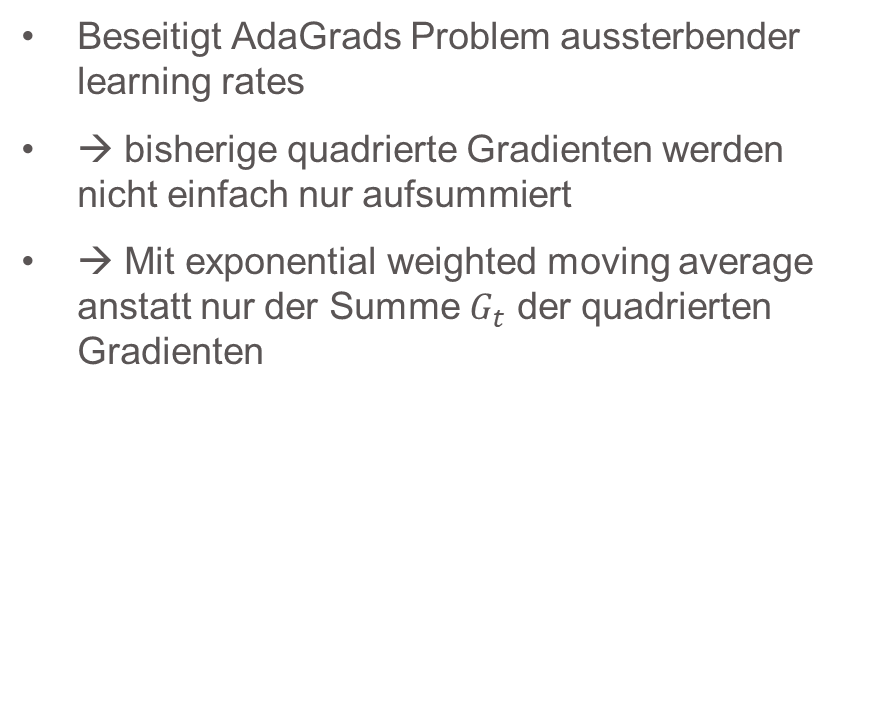 • Beseitigt AdaGrads Problem aussterbender
learning rates
• → bisherige quadrierte Gradienten werden
nicht einfach nur aufsummiert
• → Mit exponential weighted moving average
anstatt nur der Summe 𝐺ₜ der quadrierten
Gradienten